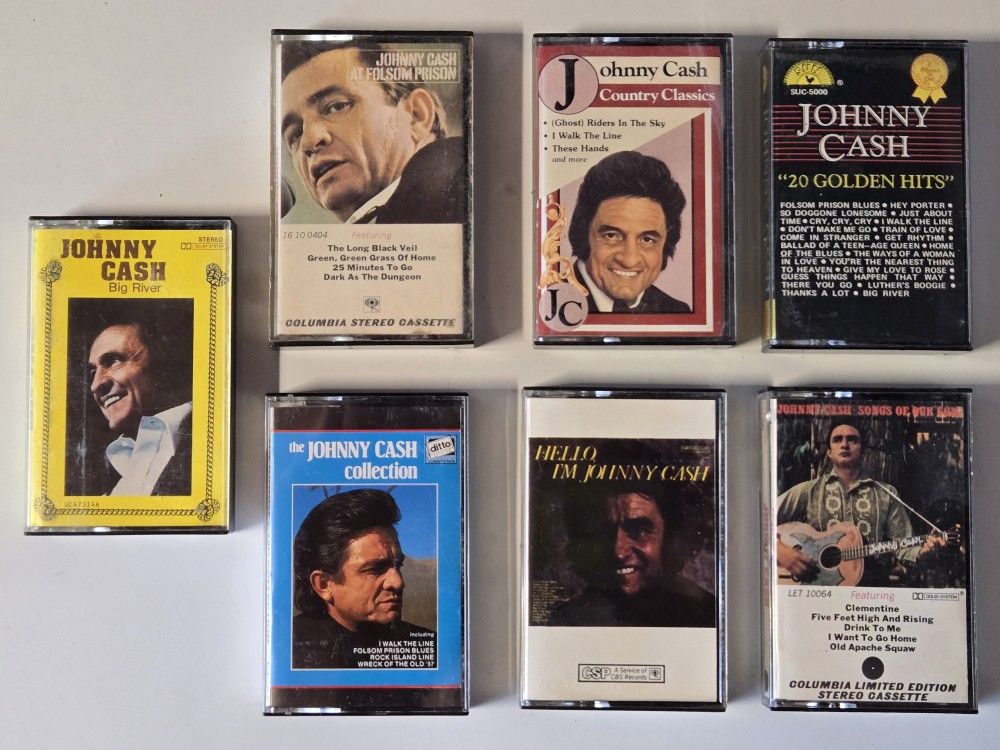 JOHNNY
CASH
Big River
STEREO
DOLBY SYSTEM
JOHNNY CASH
AT FOLSOM PRISON
16 10 0404
Featuring
The Long Black Veil
Green, Green Grass Of Home
25 Minutes To Go
Dark As The Dungeon
COLUMBIA STEREO CASSETTE
Johnny Cash
Country Classics
• (Ghost) Riders In The Sky
• I Walk The Line
• These Hands
and more
JC
SUN
®
SUC-5000
JOHNNY
CASH
"20 GOLDEN HITS"
FOLSOM PRISON BLUES • HEY PORTER •
SO DOGGONE LONESOME • JUST ABOUT
TIME • CRY, CRY, CRY • I WALK THE LINE
• DON'T MAKE ME GO • TRAIN OF LOVE •
COME IN STRANGER • GET RHYTHM •
BALLAD OF A TEEN-AGE QUEEN • HOME
OF THE BLUES • THE WAYS OF A WOMAN
IN LOVE • YOU'RE THE NEAREST THING
TO HEAVEN • GIVE MY LOVE TO ROSE •
GUESS THINGS HAPPEN THAT WAY •
THERE YOU GO • LUTHER'S BOOGIE •
THANKS A LOT • BIG RIVER
the JOHNNY CASH
collection
ditto
including
I WALK THE LINE
FOLSOM PRISON BLUES
ROCK ISLAND LINE
WRECK OF THE OLD '97
HELLO,
I'M JOHNNY CASH
CSP
A Service of
CBS Records
JOHNNY CASH SONGS OF OUR SOIL
JOHNNY CASH
LET 10064
Featuring
DOLBY SYSTEM®
Clementine
Five Feet High And Rising
Drink To Me
I Want To Go Home
Old Apache Squaw
COLUMBIA LIMITED EDITION
STEREO CASSETTE